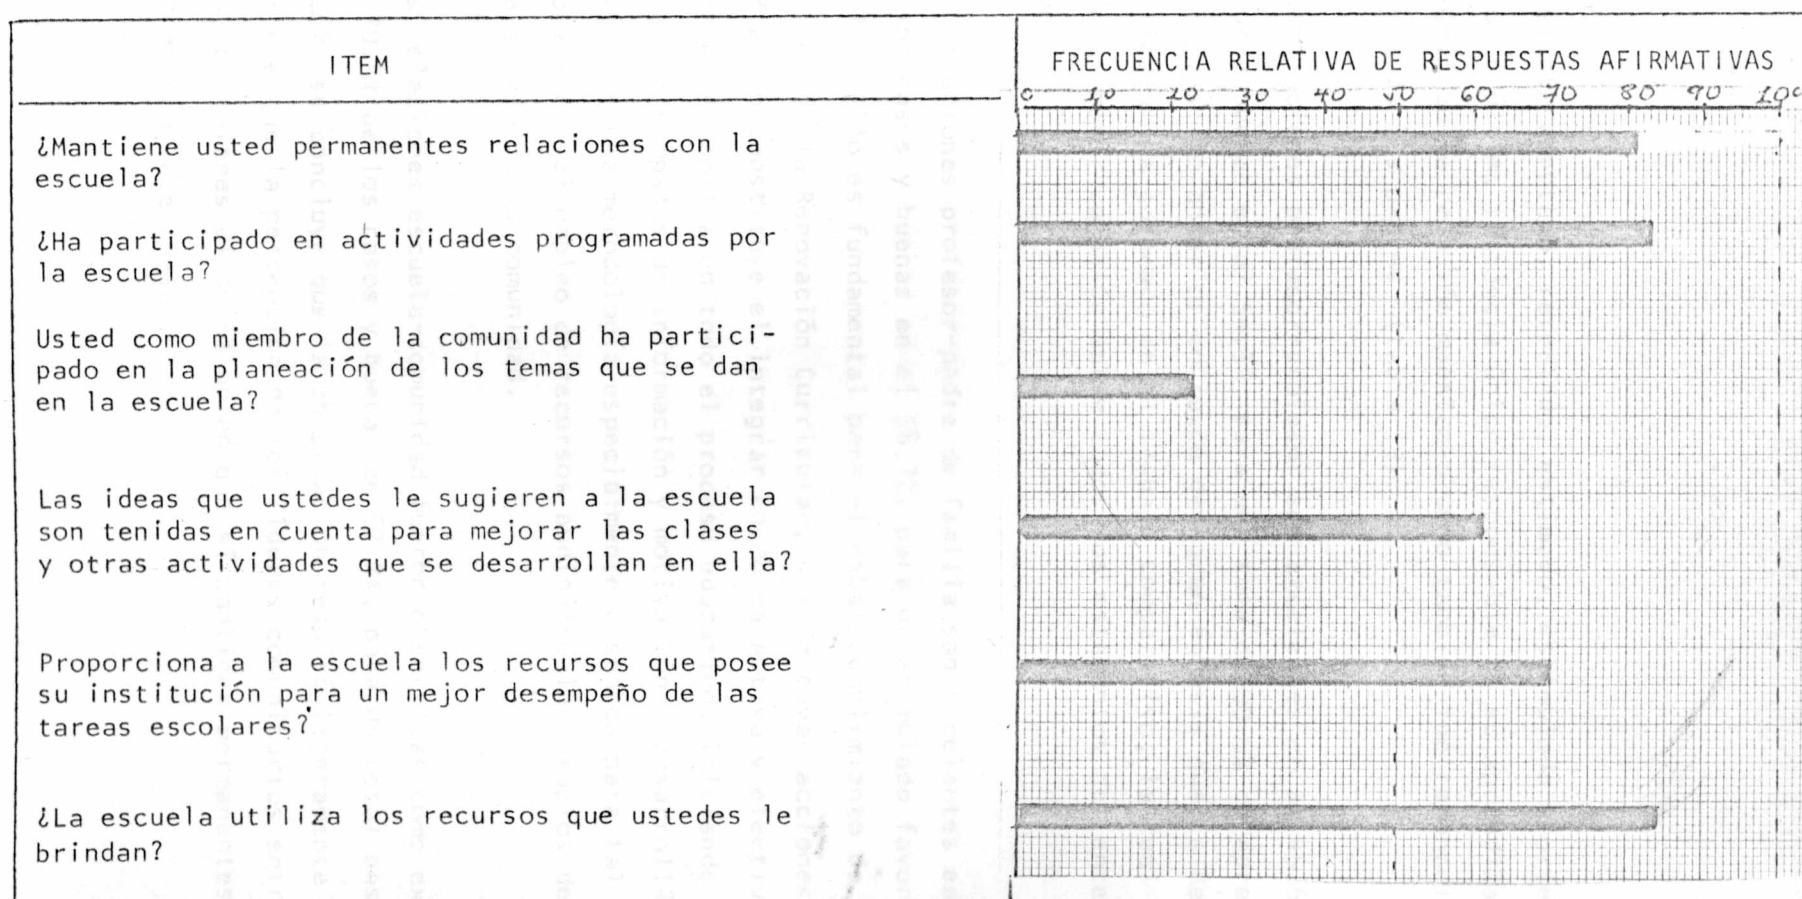 ITEM
FRECUENCIA RELATIVA DE RESPUESTAS AFIRMATIVAS
0 10 20 30 40 50 60 70 80 90 100
¿Mantiene usted permanentes relaciones con la
escuela?
¿Ha participado en actividades programadas por
la escuela?
Usted como miembro de la comunidad ha partici-
pado en la planeación de los temas que se dan
en la escuela?
Las ideas que ustedes le sugieren a la escuela
son tenidas en cuenta para mejorar las clases
y otras actividades que se desarrollan en ella?
Proporciona a la escuela los recursos que posee
su institución para un mejor desempeño de las
tareas escolares?
¿La escuela utiliza los recursos que ustedes le
brindan?